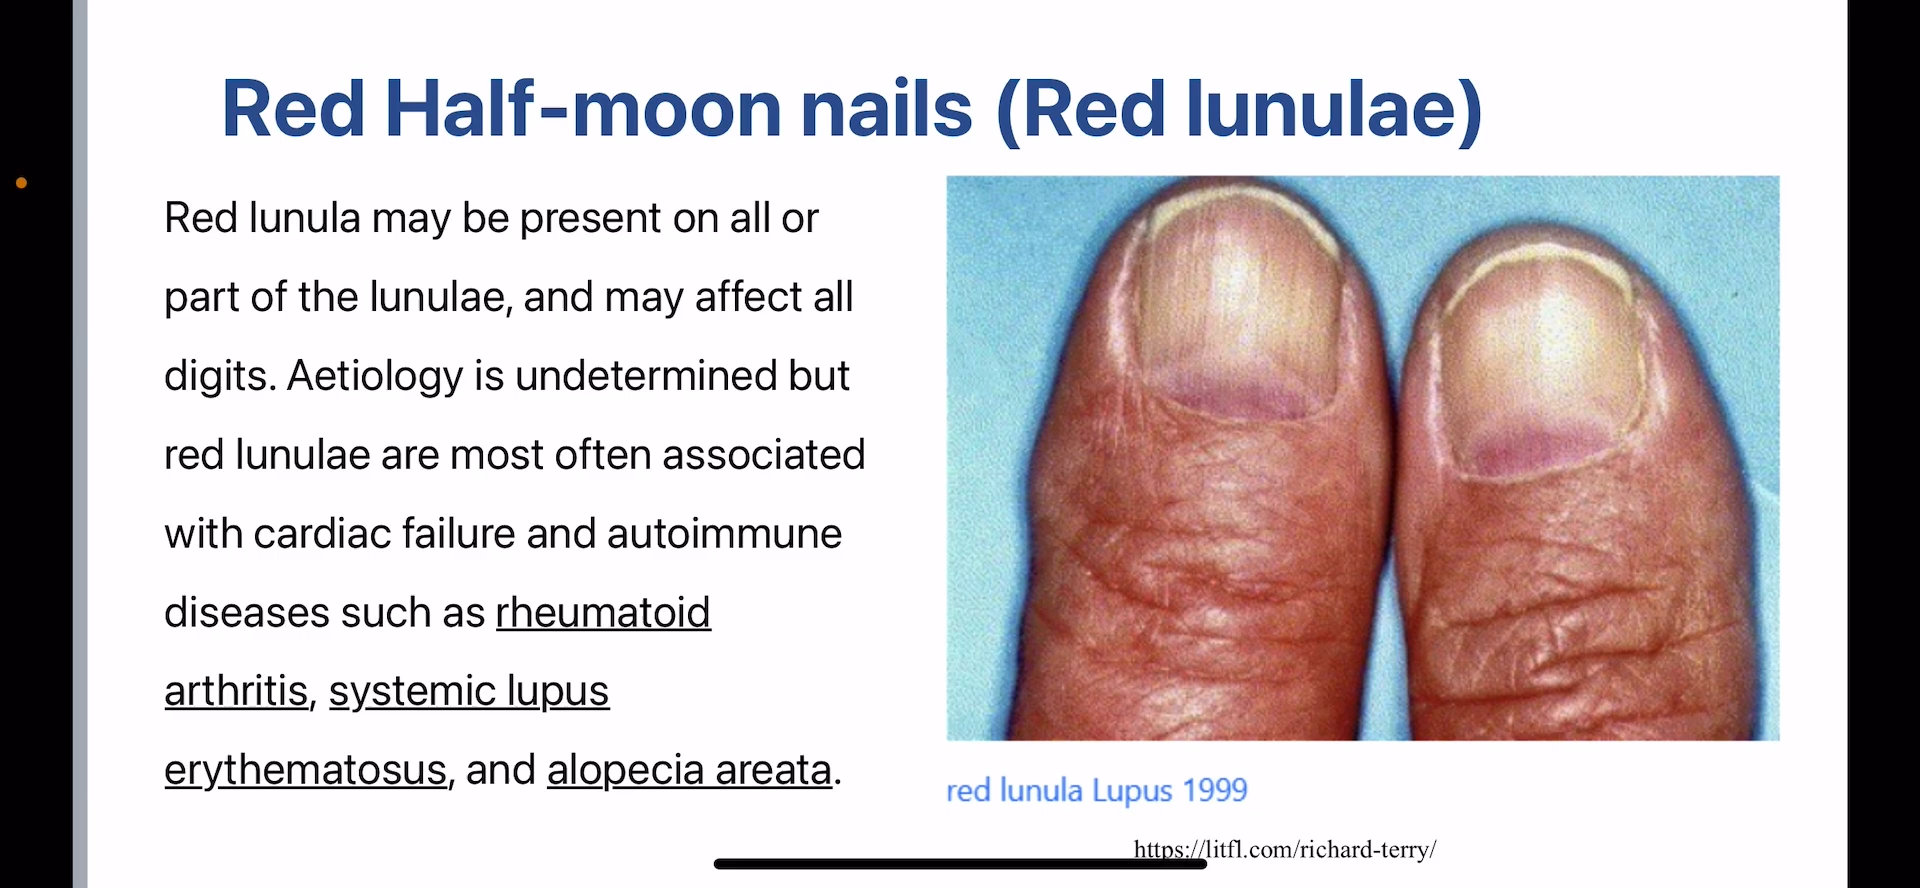 Red Half-moon nails (Red lunulae)
Red lunula may be present on all or
part of the lunulae, and may affect all
digits. Aetiology is undetermined but
red lunulae are most often associated
with cardiac failure and autoimmune
diseases such as rheumatoid
arthritis, systemic lupus
erythematosus, and alopecia areata.
red lunula Lupus 1999
https://litfl.com/richard-terry/